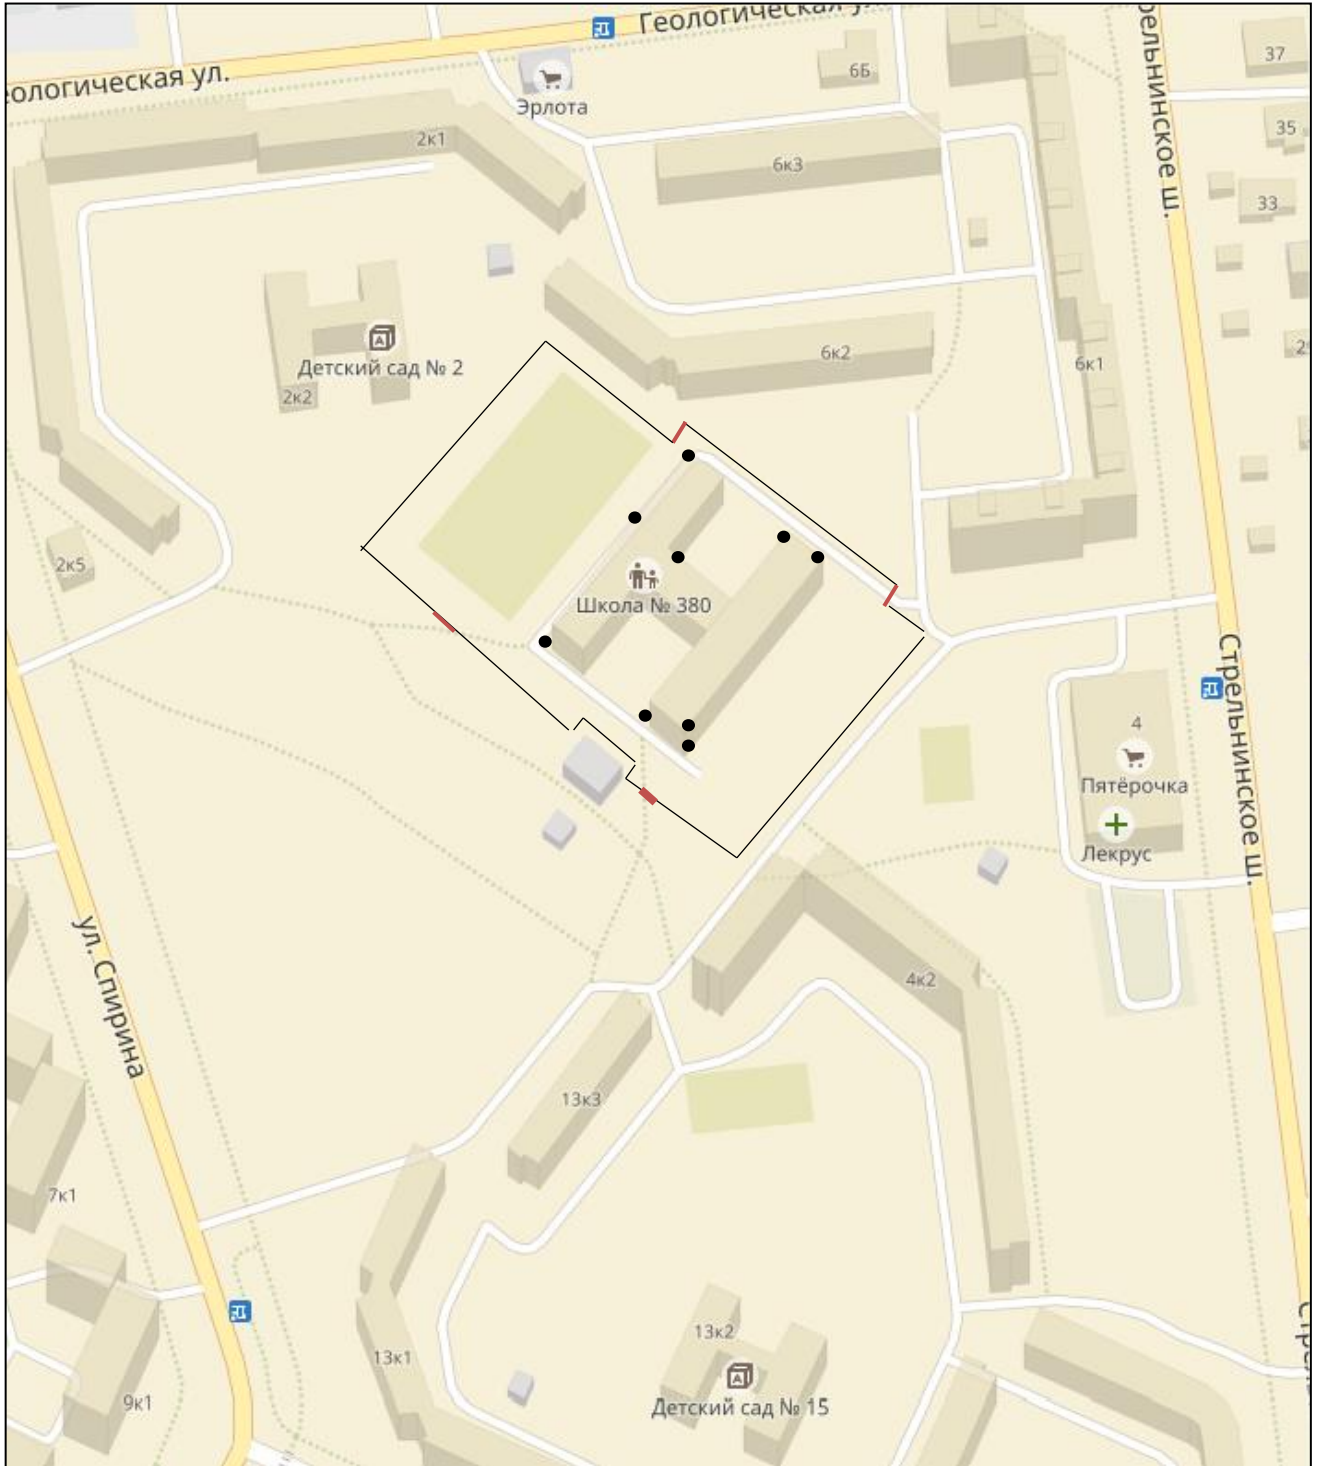 Геологическая ул.
еологическая ул.
Эрлота
6Б
37
2к1
6к3
35
33
Стрельнинское ш.
Детский сад № 2
2к2
6к2
6к1
2к5
Школа № 380
4
Пятёрочка
Лекрус
Стрельнинское ш.
ул. Спирина
4к2
13к3
7к1
13к2
13к1
9к1
Детский сад № 15